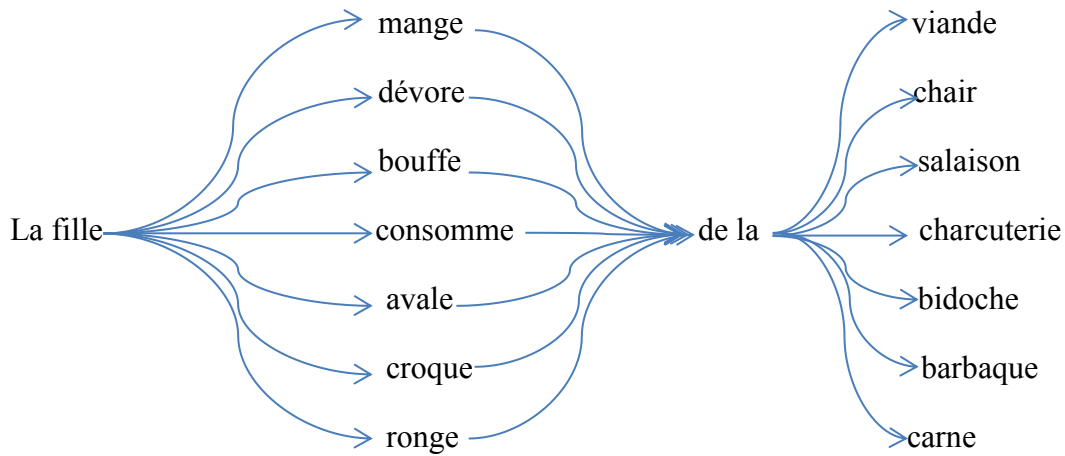 mange viande
dévore chair
bouffe salaison
La fille consomme de la charcuterie
avale bidoche
croque barbaque
ronge carne